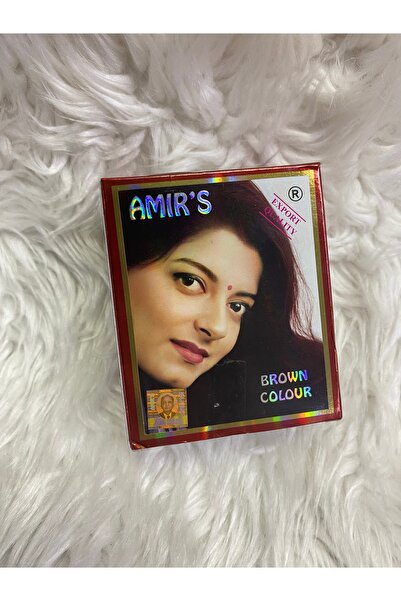 AMIR'S
®
EXPORT
QUALITY
BROWN
COLOUR